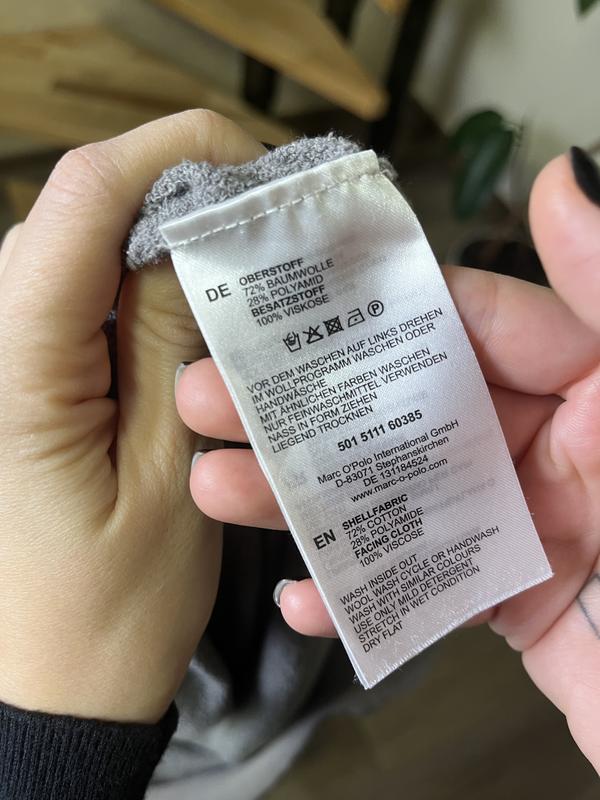 DE
OBERSTOFF
72% BAUMWOLLE
28% POLYAMID
BESATZSTOFF
100% VISKOSE
P
VOR DEM WASCHEN AUF LINKS DREHEN
IM WOLLPROGRAMM WASCHEN ODER
HANDWÄSCHE
MIT ÄHNLICHEN FARBEN WASCHEN
NUR FEINWASCHMITTEL VERWENDEN
NASS IN FORM ZIEHEN
LIEGEND TROCKNEN
501 5111 60385
Marc O'Polo International GmbH
D-83071 Stephanskirchen
DE 131184524
www.marc-o-polo.com
EN
SHELLFABRIC
72% COTTON
28% POLYAMIDE
FACING CLOTH
100% VISCOSE
WASH INSIDE OUT
WOOL WASH CYCLE OR HANDWASH
WASH WITH SIMILAR COLOURS
USE ONLY MILD DETERGENT
STRETCH IN WET CONDITION
DRY FLAT